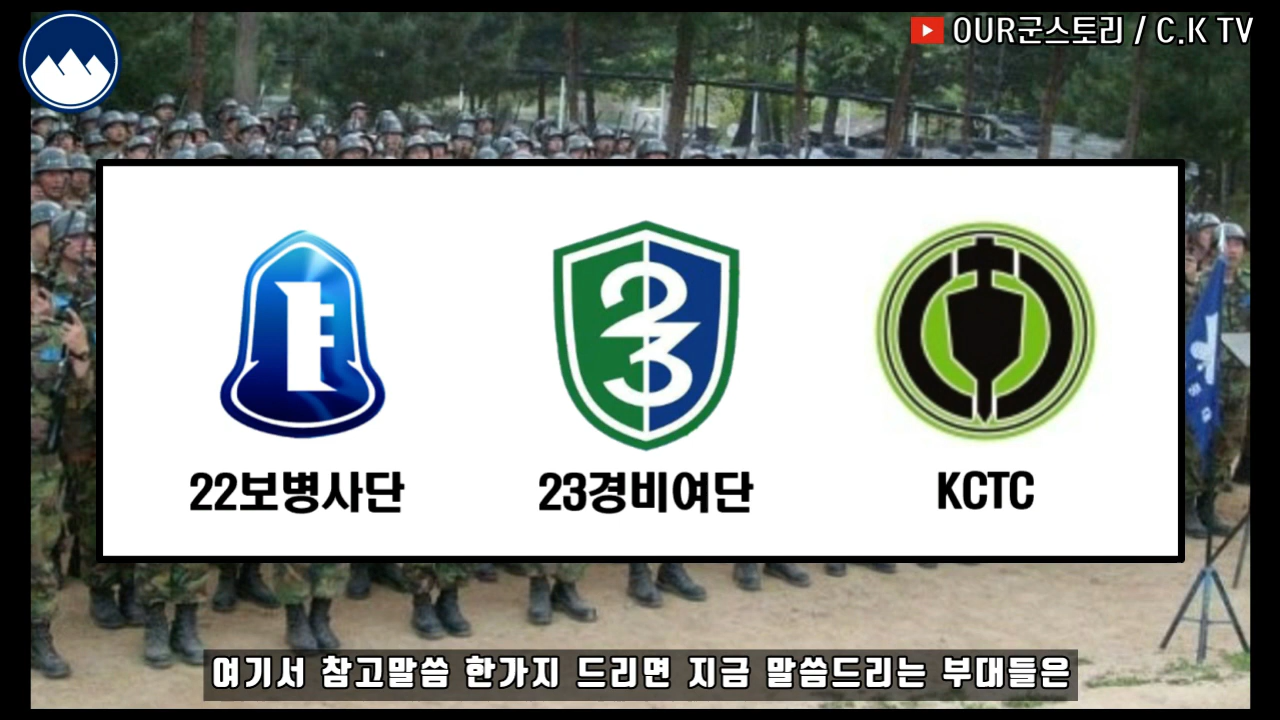 OUR군스토리 / C.K TV
23
22보병사단
23경비여단
KCTC
여기서 참고말씀 한가지 드리면 지금 말씀드리는 부대들은